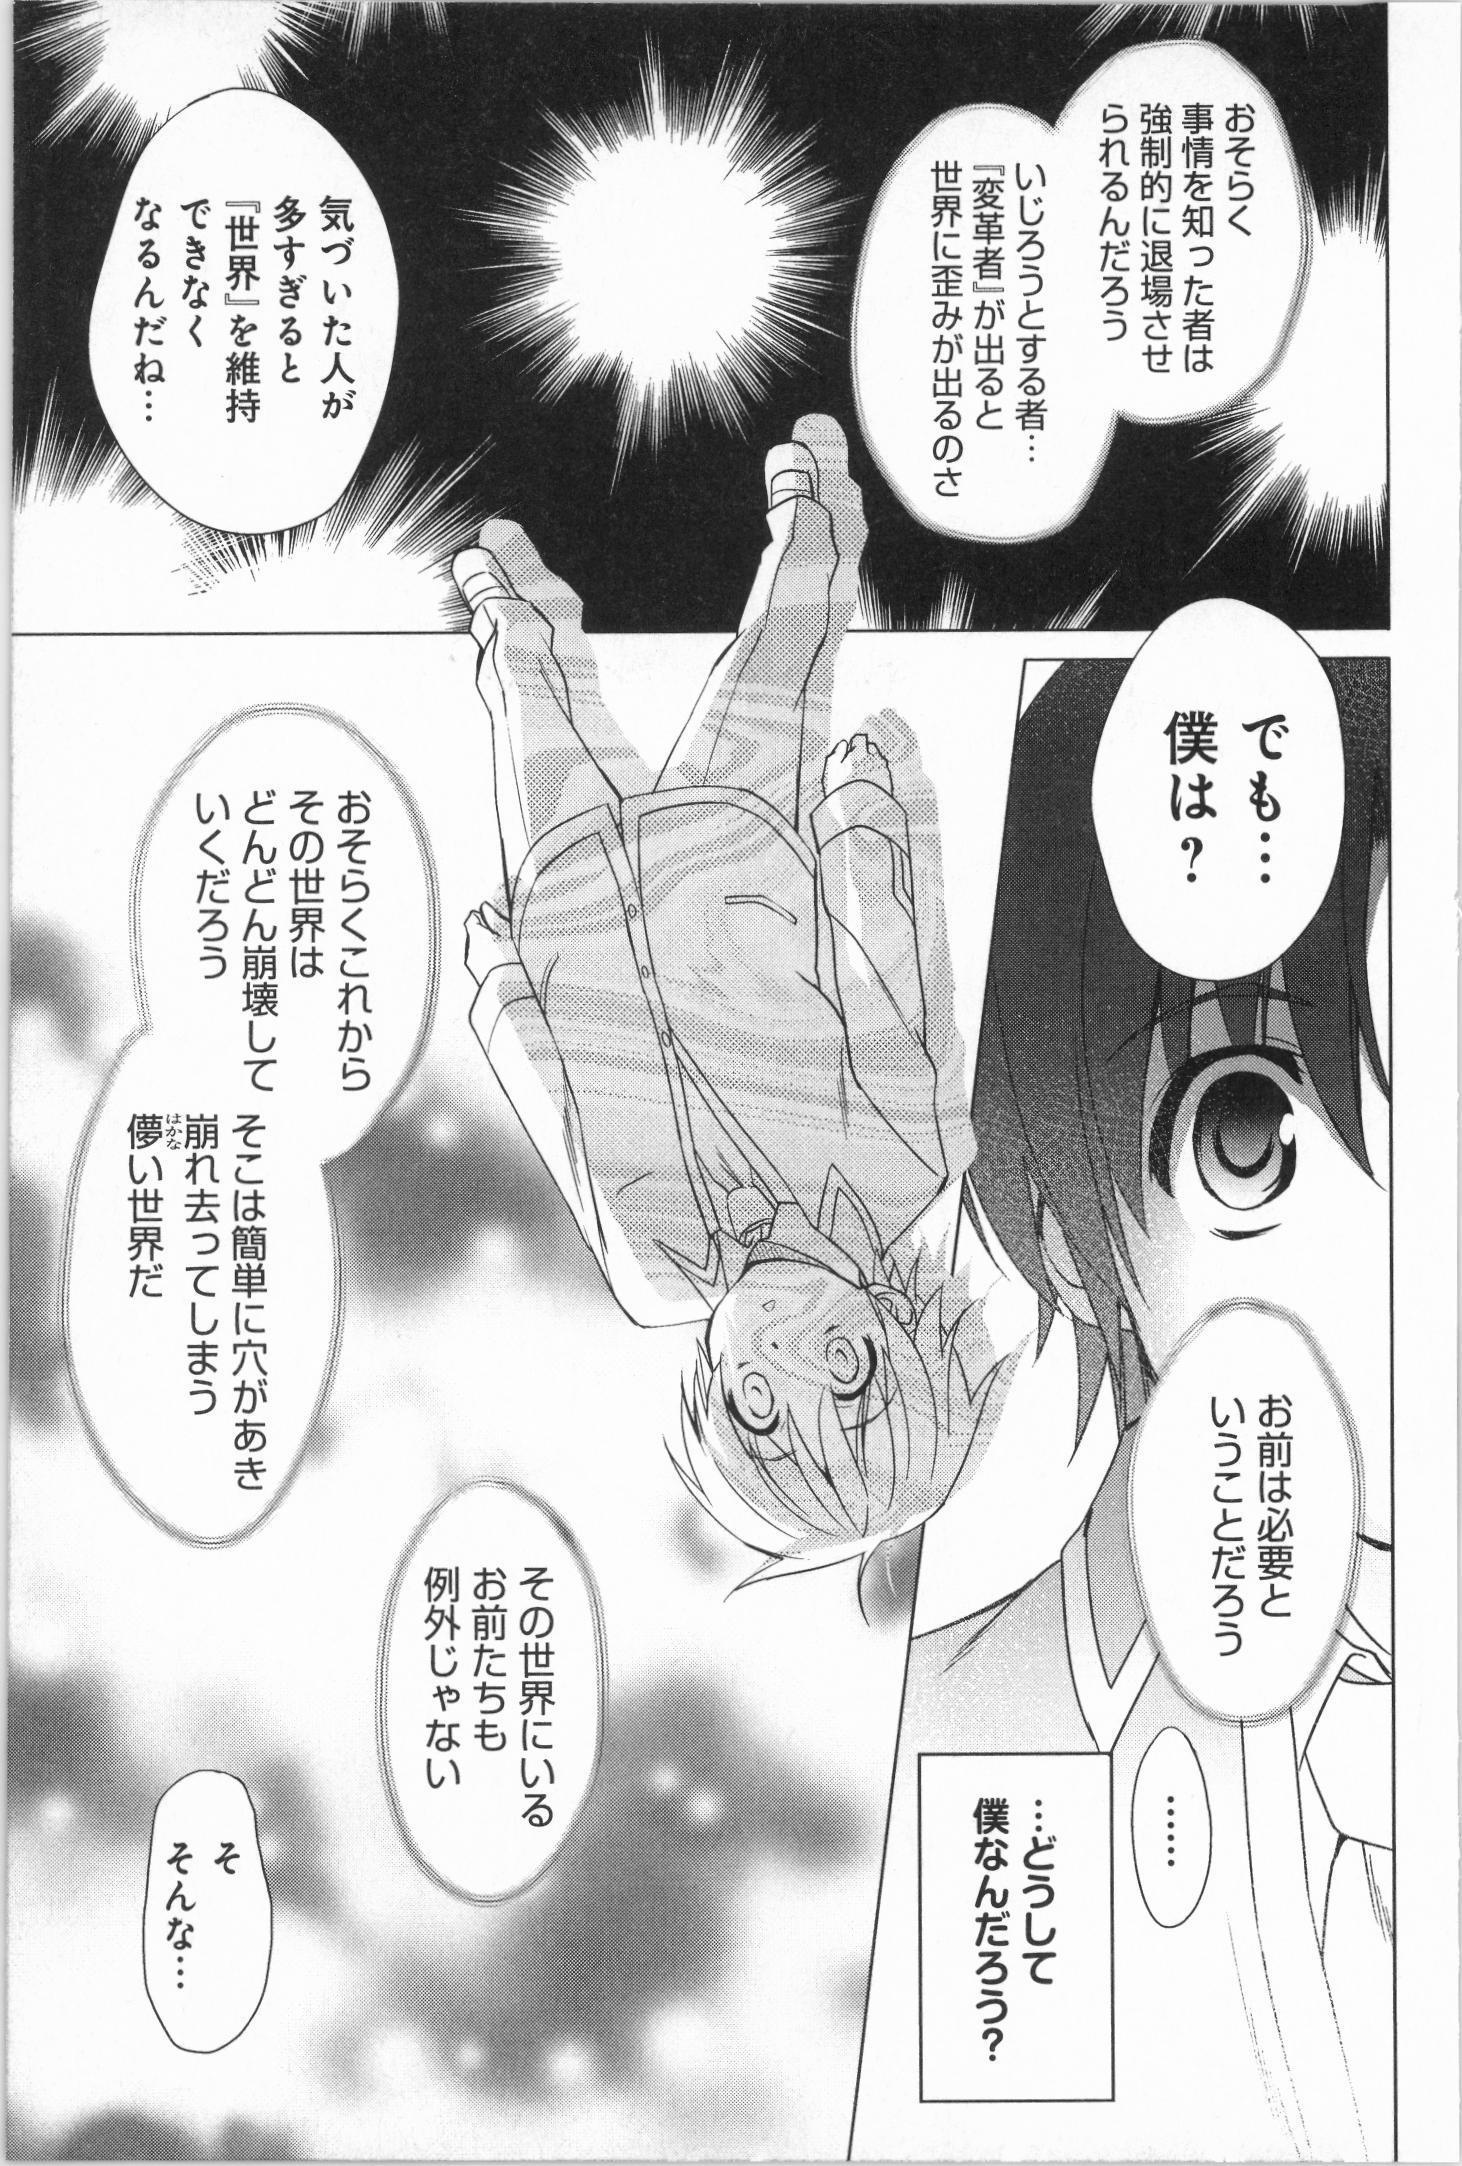 おそらく
事情を知った者は
強制的に退場させ
られるんだろう
いじろうとする者…
『変革者』が出ると
世界に歪みが出るのさ
気づいた人が
多すぎると
『世界』を維持
できなく
なるんだね…
でも…
僕は?
お前は必要と
いうことだろう
……
…どうして
僕なんだろう?
おそらくこれから
その世界は
どんどん崩壊して
いくだろう
そこは簡単に穴があき
崩れ去ってしまう
儚い世界だ
はかな
その世界にいる
お前たちも
例外じゃない
そ
そんな…